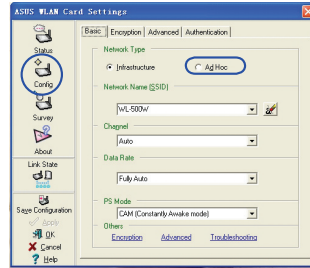 ASUS WLAN Card Settings
Status
Config
Survey
About
Link State
Save Configuration
Apply
OK
Cancel
Help
Basic
Encryption
Advanced
Authentication
Network Type
Infrastructure
Ad Hoc
Network Name (SSID)
WL-500W
Channel
Auto
Data Rate
Fully Auto
PS Mode
CAM (Constantly Awake mode)
Others
Encryption
Advanced
Troubleshooting